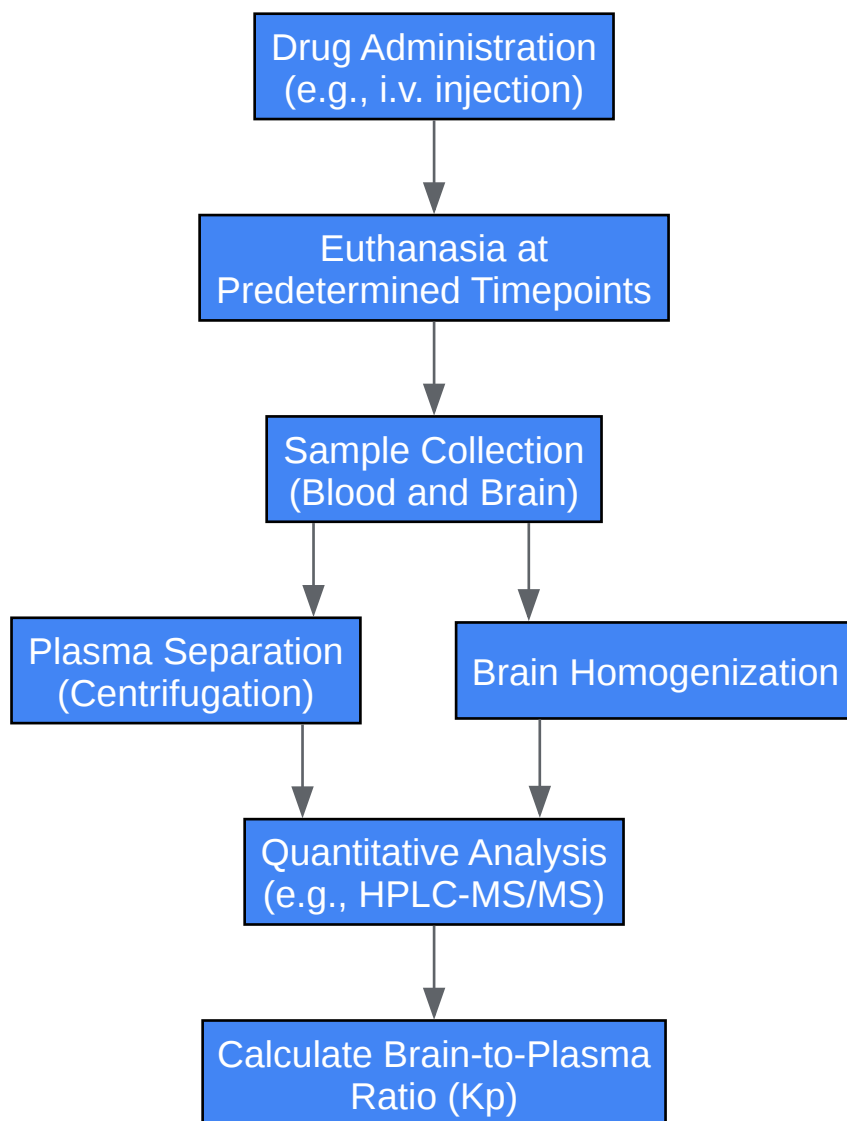 Drug Administration
(e.g., i.v. injection)
Euthanasia at
Predetermined Timepoints
Sample Collection
(Blood and Brain)
Plasma Separation
(Centrifugation)
Brain Homogenization
Quantitative Analysis
(e.g., HPLC-MS/MS)
Calculate Brain-to-Plasma
Ratio (Kp)